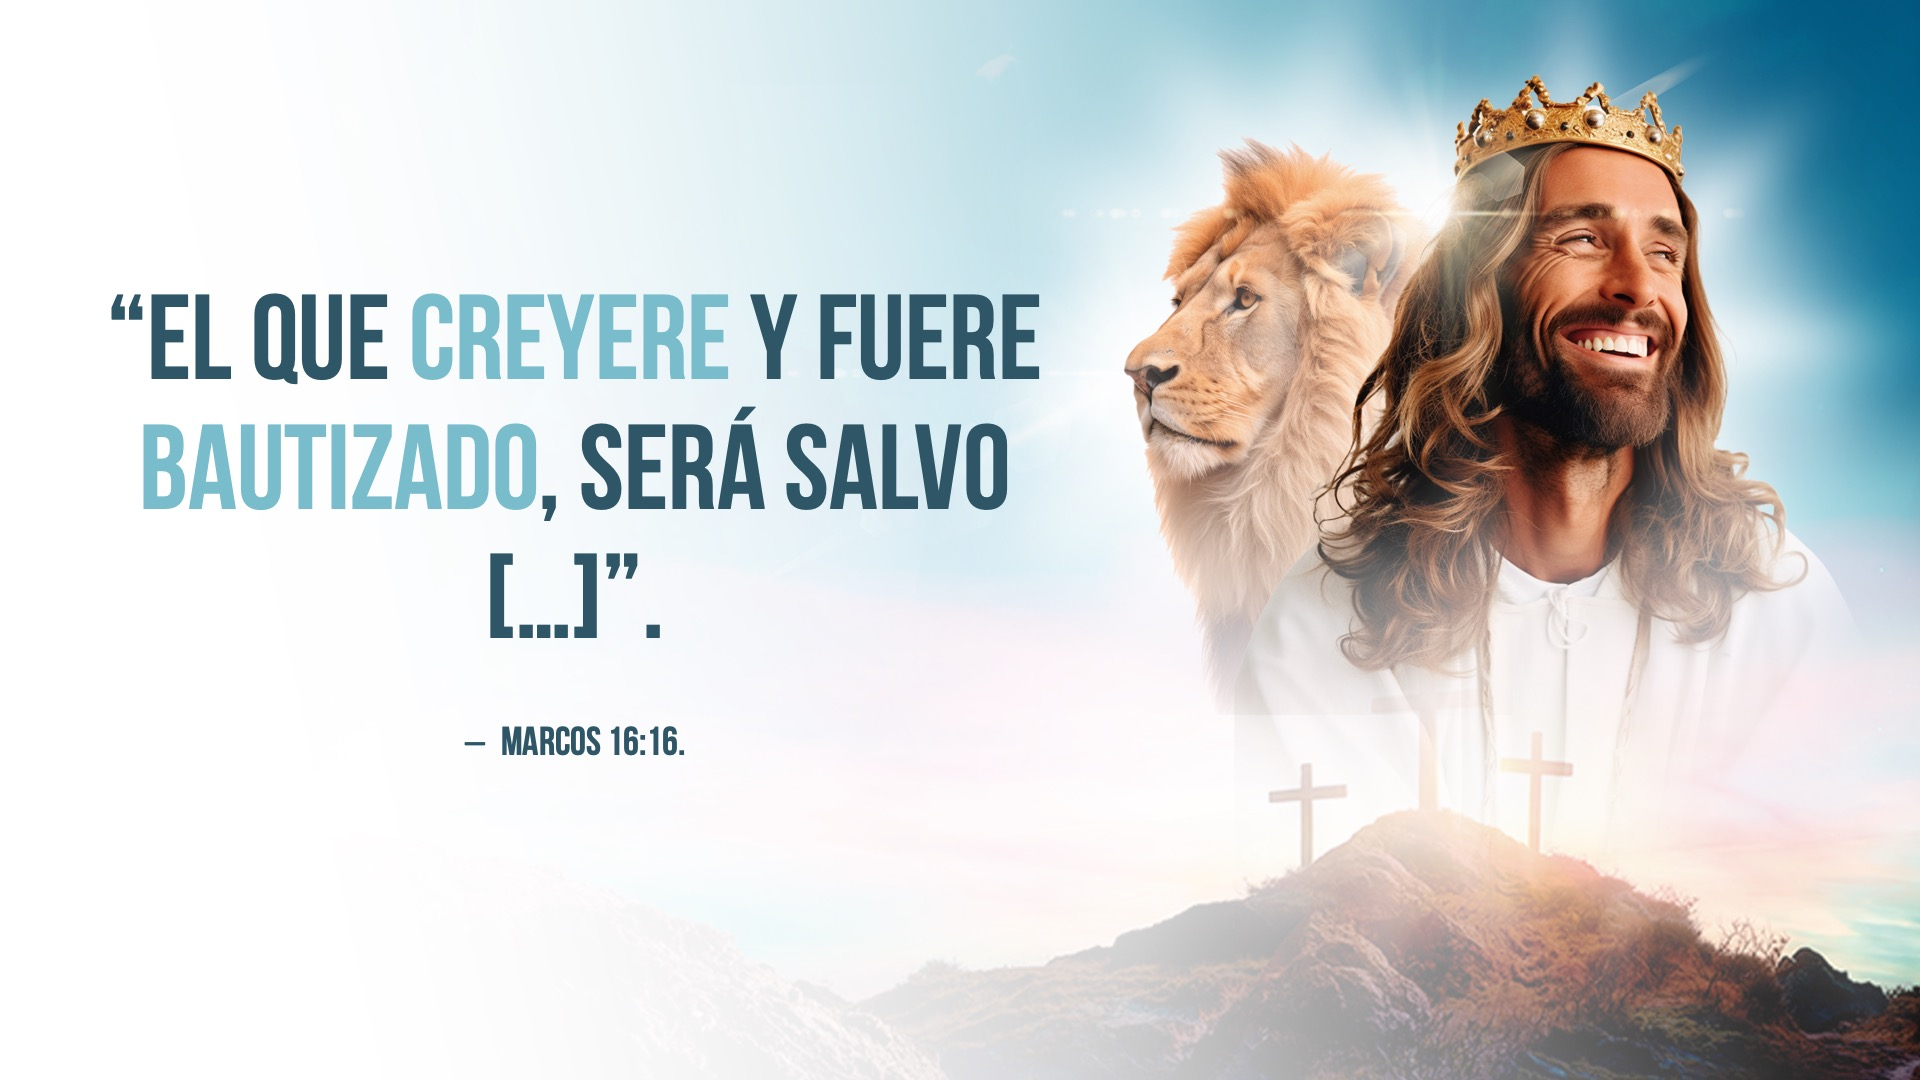 “EL QUE CREYERE Y FUERE
BAUTIZADO, SERÁ SALVO
[...]”.
– MARCOS 16:16.